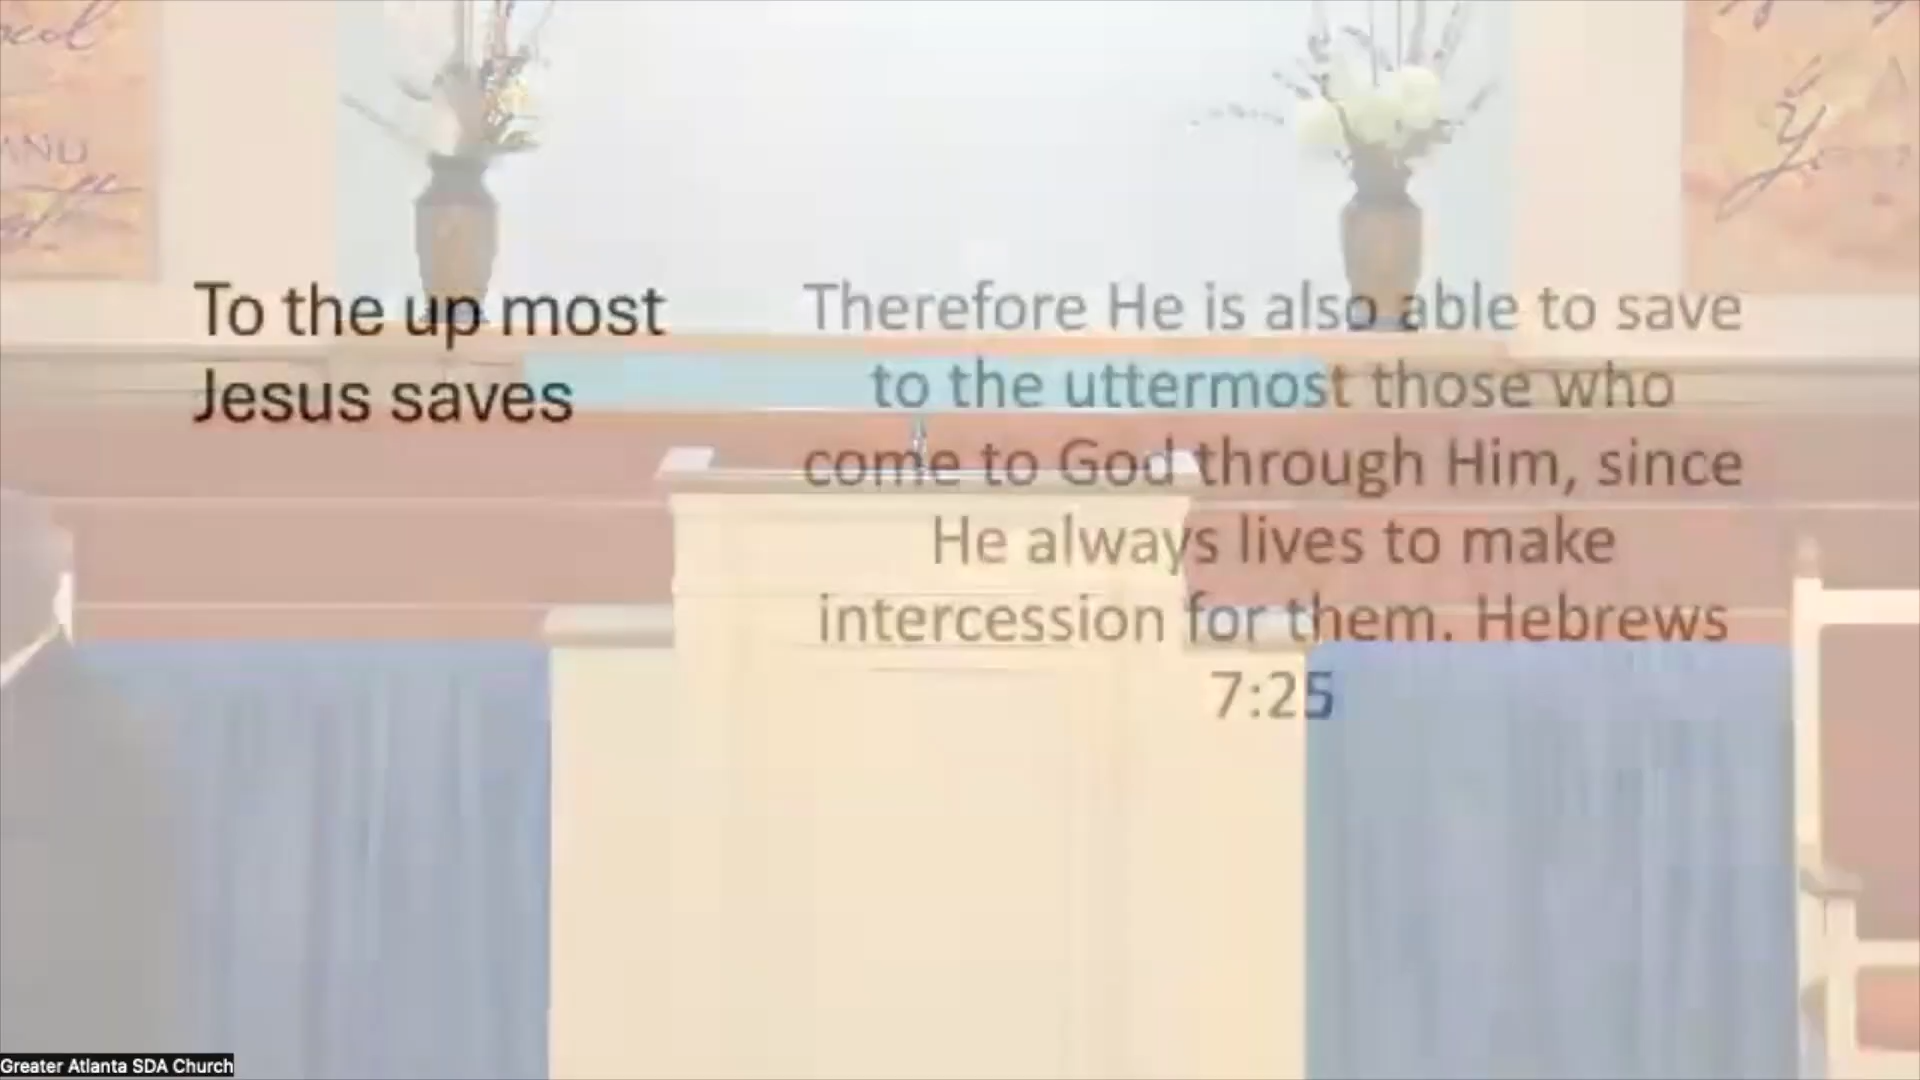 To the up most
Jesus saves
Therefore He is also able to save
to the uttermost those who
come to God through Him, since
He always lives to make
intercession for them. Hebrews
7:25
AND
Greater Atlanta SDA Church